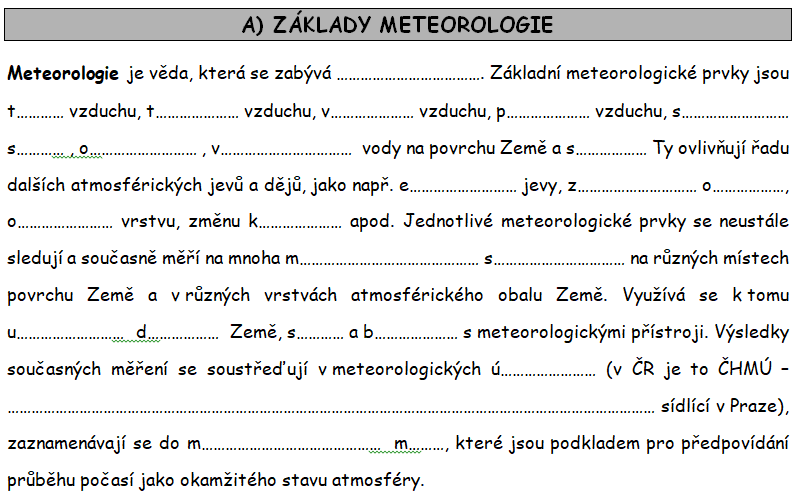 A) ZÁKLADY METEOROLOGIE
Meteorologie je věda, která se zabývá ………………………………. Základní meteorologické prvky jsou
t………… vzduchu, t………………… vzduchu, v………………… vzduchu, p………………… vzduchu, s………………………
s………… , o……………………… , v…………………………… vody na povrchu Země a s……………… Ty ovlivňují řadu
dalších atmosférických jevů a dějů, jako např. e……………………… jevy, z………………………… o………………,
o…………………… vrstvu, změnu k………………… apod. Jednotlivé meteorologické prvky se neustále
sledují a současně měří na mnoha m……………………………………… s…………………………… na různých místech
povrchu Země a v různých vrstvách atmosférického obalu Země. Využívá se k tomu
u……………………… d……………… Země, s………… a b………………… s meteorologickými přístroji. Výsledky
současných měření se soustřeďují v meteorologických ú…………………… (v ČR je to ČHMÚ –
………………………………………………………………………………………………………………………………………………… sídlící v Praze),
zaznamenávají se do m……………………………………… m………, které jsou podkladem pro předpovídání
průběhu počasí jako okamžitého stavu atmosféry.